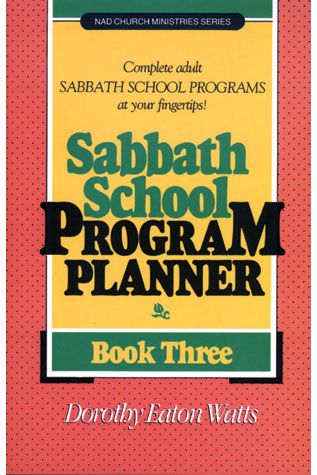 NAD CHURCH MINISTRIES SERIES
Complete adult
SABBATH SCHOOL PROGRAMS
at your fingertips!
Sabbath
School
PROGRAM
PLANNER
Book Three
Dorothy Eaton Watts